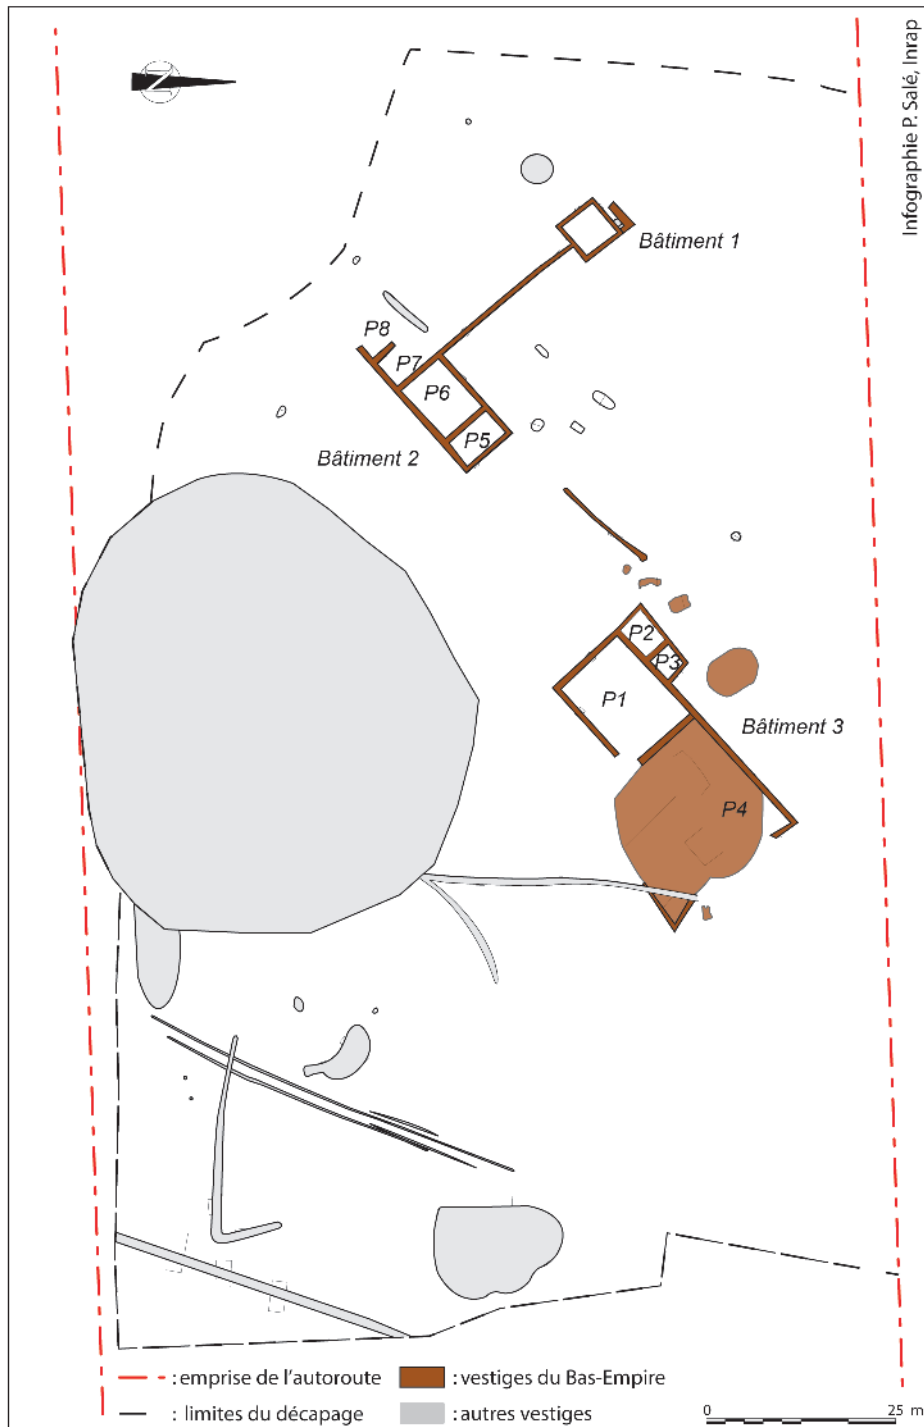 Infographie P. Salé, Inrap
N
Bâtiment 1
P8
P7
P6
P5
Bâtiment 2
P2
P3
P1
Bâtiment 3
P4
: emprise de l'autoroute
: vestiges du Bas-Empire
: limites du décapage
: autres vestiges
0 25 m